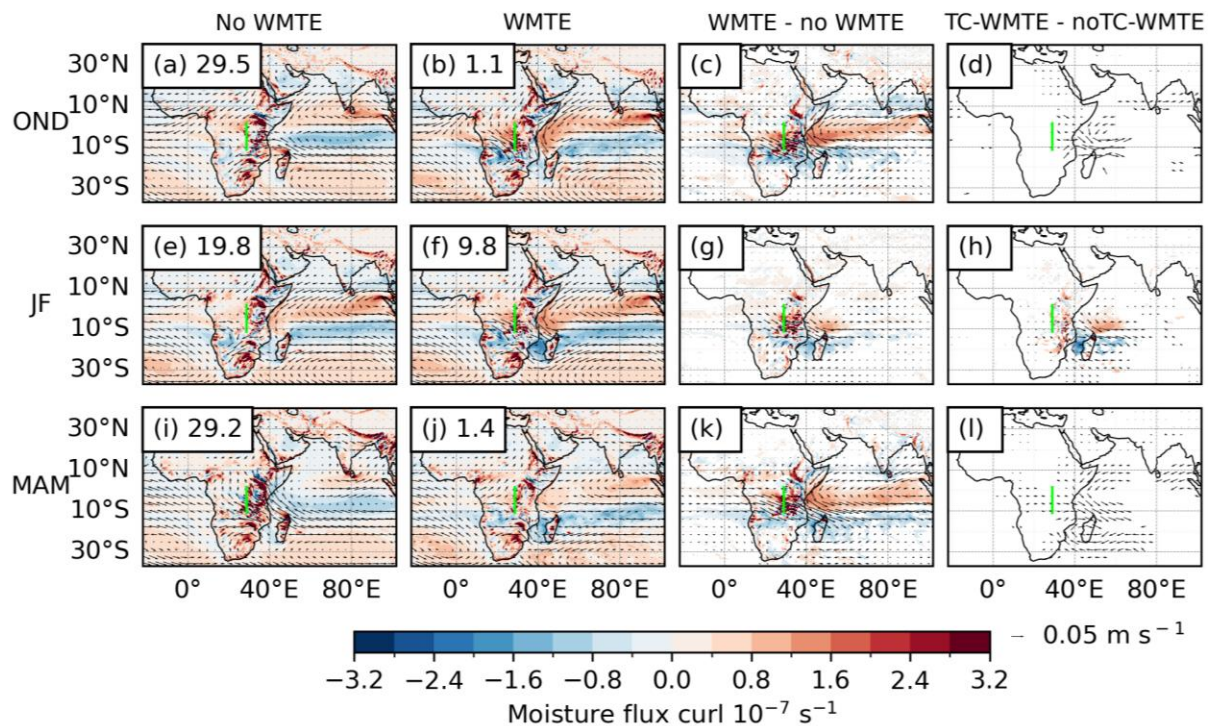 No WMTE WMTE WMTE - no WMTE TC-WMTE - noTC-WMTE
30°N (a) 29.5 (b) 1.1 (c) (d)
10°N
OND
10°S
30°S
30°N (e) 19.8 (f) 9.8 (g) (h)
10°N
JF
10°S
30°S
30°N (i) 29.2 (j) 1.4 (k) (l)
10°N
MAM
10°S
30°S
0° 40°E 80°E 0° 40°E 80°E 0° 40°E 80°E 0° 40°E 80°E
0.05 m s⁻¹
−3.2 −2.4 −1.6 −0.8 0.0 0.8 1.6 2.4 3.2
Moisture flux curl 10⁻⁷ s⁻¹